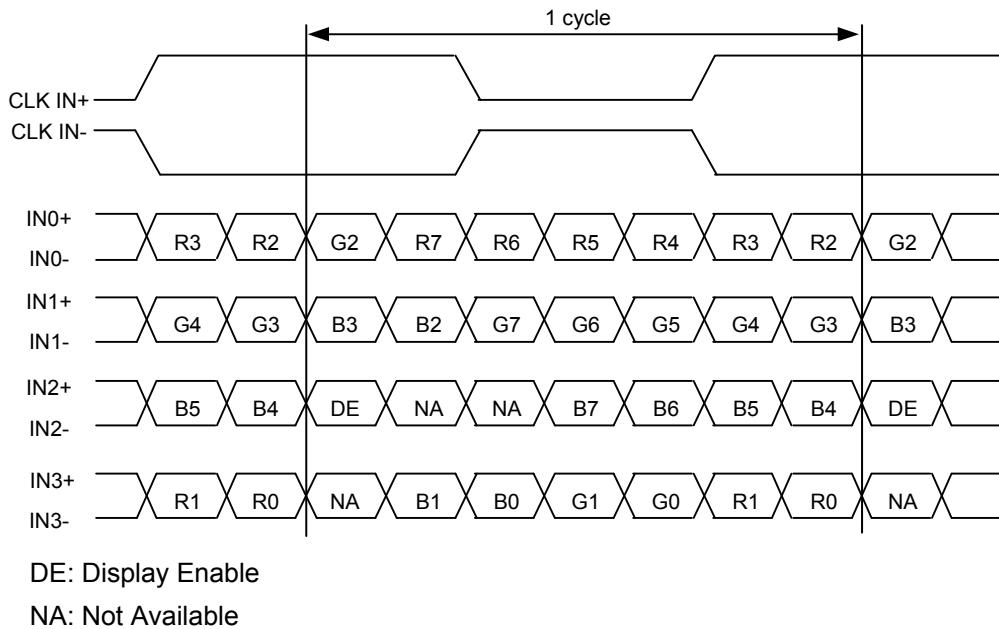 1 cycle
CLK IN+
CLK IN-
IN0+
R3 R2 G2 R7 R6 R5 R4 R3 R2 G2
IN0-
IN1+
G4 G3 B3 B2 G7 G6 G5 G4 G3 B3
IN1-
IN2+
B5 B4 DE NA NA B7 B6 B5 B4 DE
IN2-
IN3+
R1 R0 NA B1 B0 G1 G0 R1 R0 NA
IN3-
DE: Display Enable
NA: Not Available